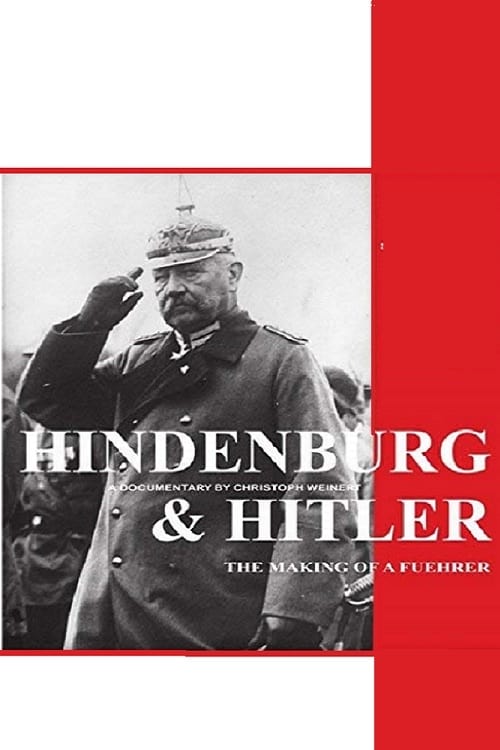 HINDENBURG
A DOCUMENTARY BY CHRISTOPH WEINERT
& HITLER
THE MAKING OF A FUEHRER